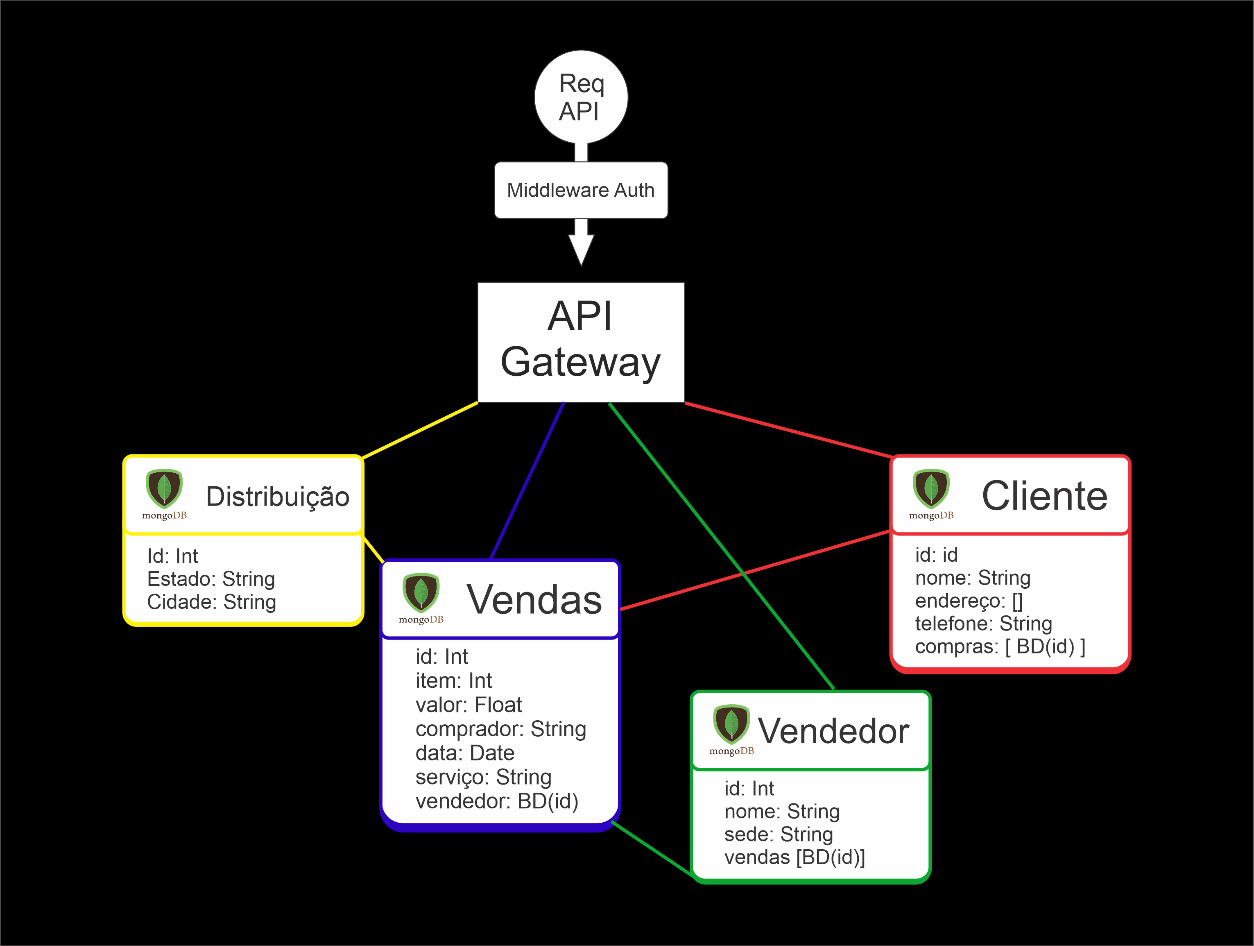 Req
API
Middleware Auth
API
Gateway
mongoDB
Distribuição
Id: Int
Estado: String
Cidade: String
mongoDB
Vendas
id: Int
item: Int
valor: Float
comprador: String
data: Date
serviço: String
vendedor: BD(id)
mongoDB
Vendedor
id: Int
nome: String
sede: String
vendas [BD(id)]
mongoDB
Cliente
id: id
nome: String
endereço: []
telefone: String
compras: [ BD(id) ]